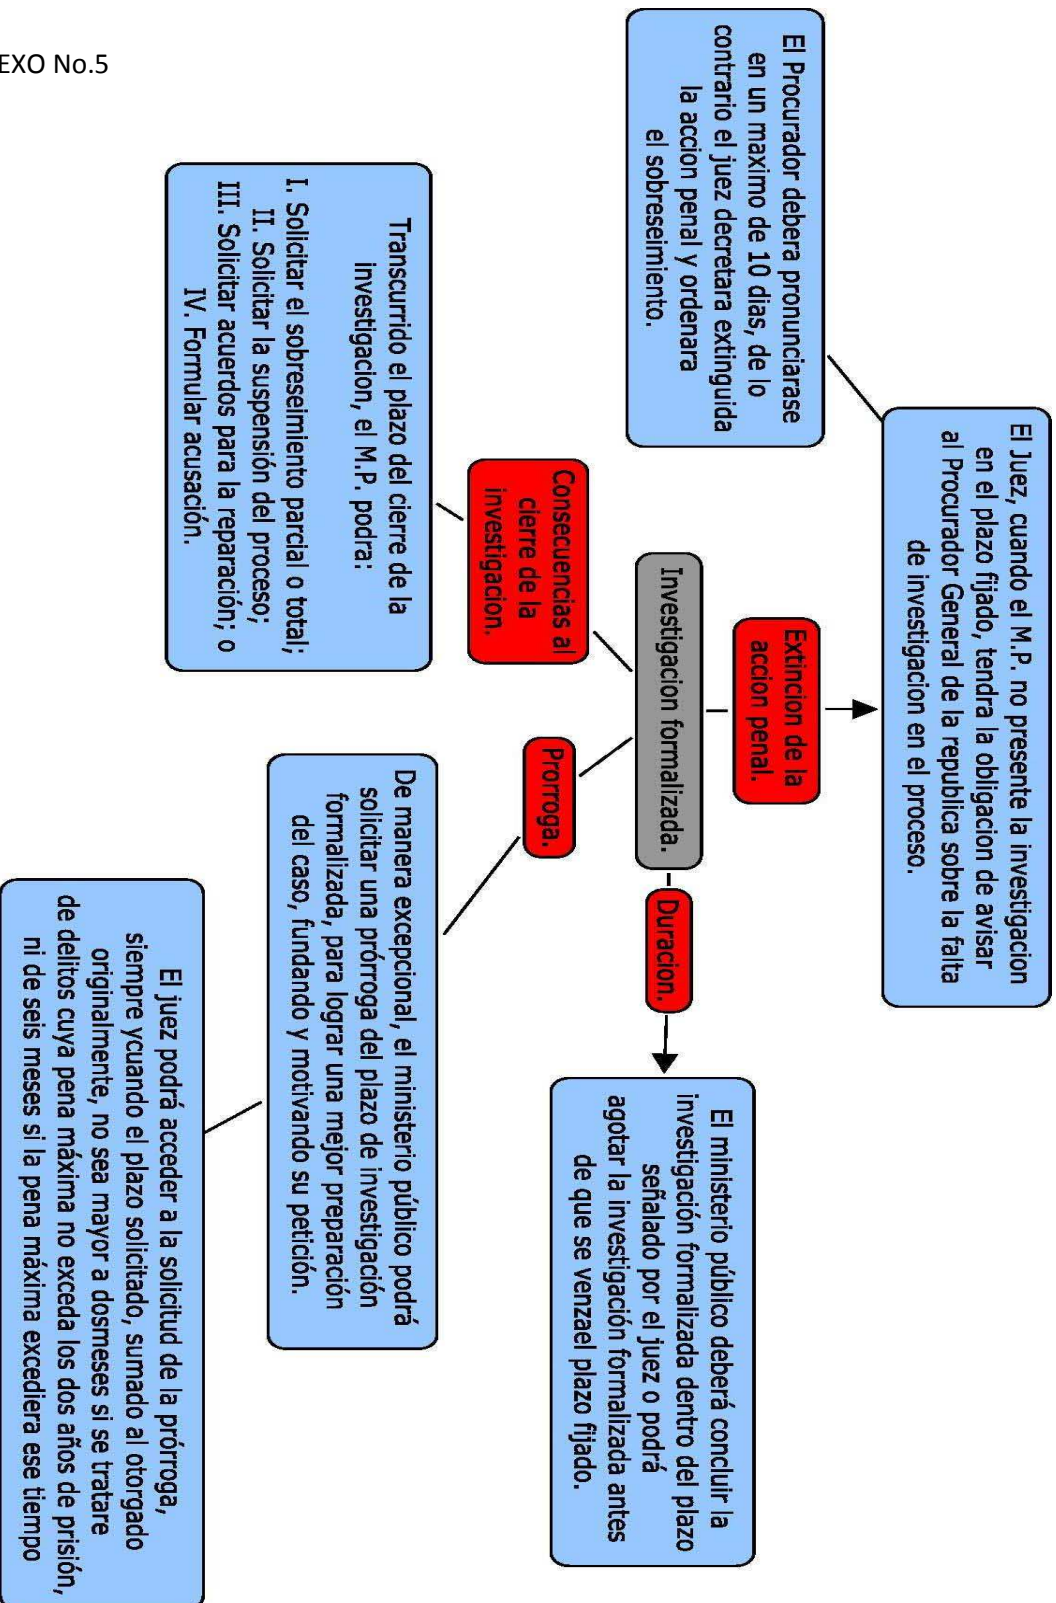 EXO No.5
El Juez, cuando el M.P. no presente la investigacion
en el plazo fijado, tendra la obligacion de avisar
al Procurador General de la republica sobre la falta
de investigacion en el proceso.
El Procurador debera pronunciarase
en un maximo de 10 dias, de lo
contrario el juez decretara extinguida
la accion penal y ordenara
el sobreseimiento.
Extincion de la
accion penal.
Investigacion formalizada.
Duracion.
El ministerio público deberá concluir la
investigación formalizada dentro del plazo
señalado por el juez o podrá
agotar la investigación formalizada antes
de que se venzael plazo fijado.
Consecuencias al
cierre de la
investigacion.
Transcurrido el plazo del cierre de la
investigacion, el M.P. podra:
I. Solicitar el sobreseimiento parcial o total;
II. Solicitar la suspensión del proceso;
III. Solicitar acuerdos para la reparación; o
IV. Formular acusación.
Prorroga.
De manera excepcional, el ministerio público podrá
solicitar una prórroga del plazo de investigación
formalizada, para lograr una mejor preparación
del caso, fundando y motivando su petición.
El juez podrá acceder a la solicitud de la prórroga,
siempre ycuando el plazo solicitado, sumado al otorgado
originalmente, no sea mayor a dosmeses si se tratare
de delitos cuya pena máxima no exceda los dos años de prisión,
ni de seis meses si la pena máxima excediera ese tiempo